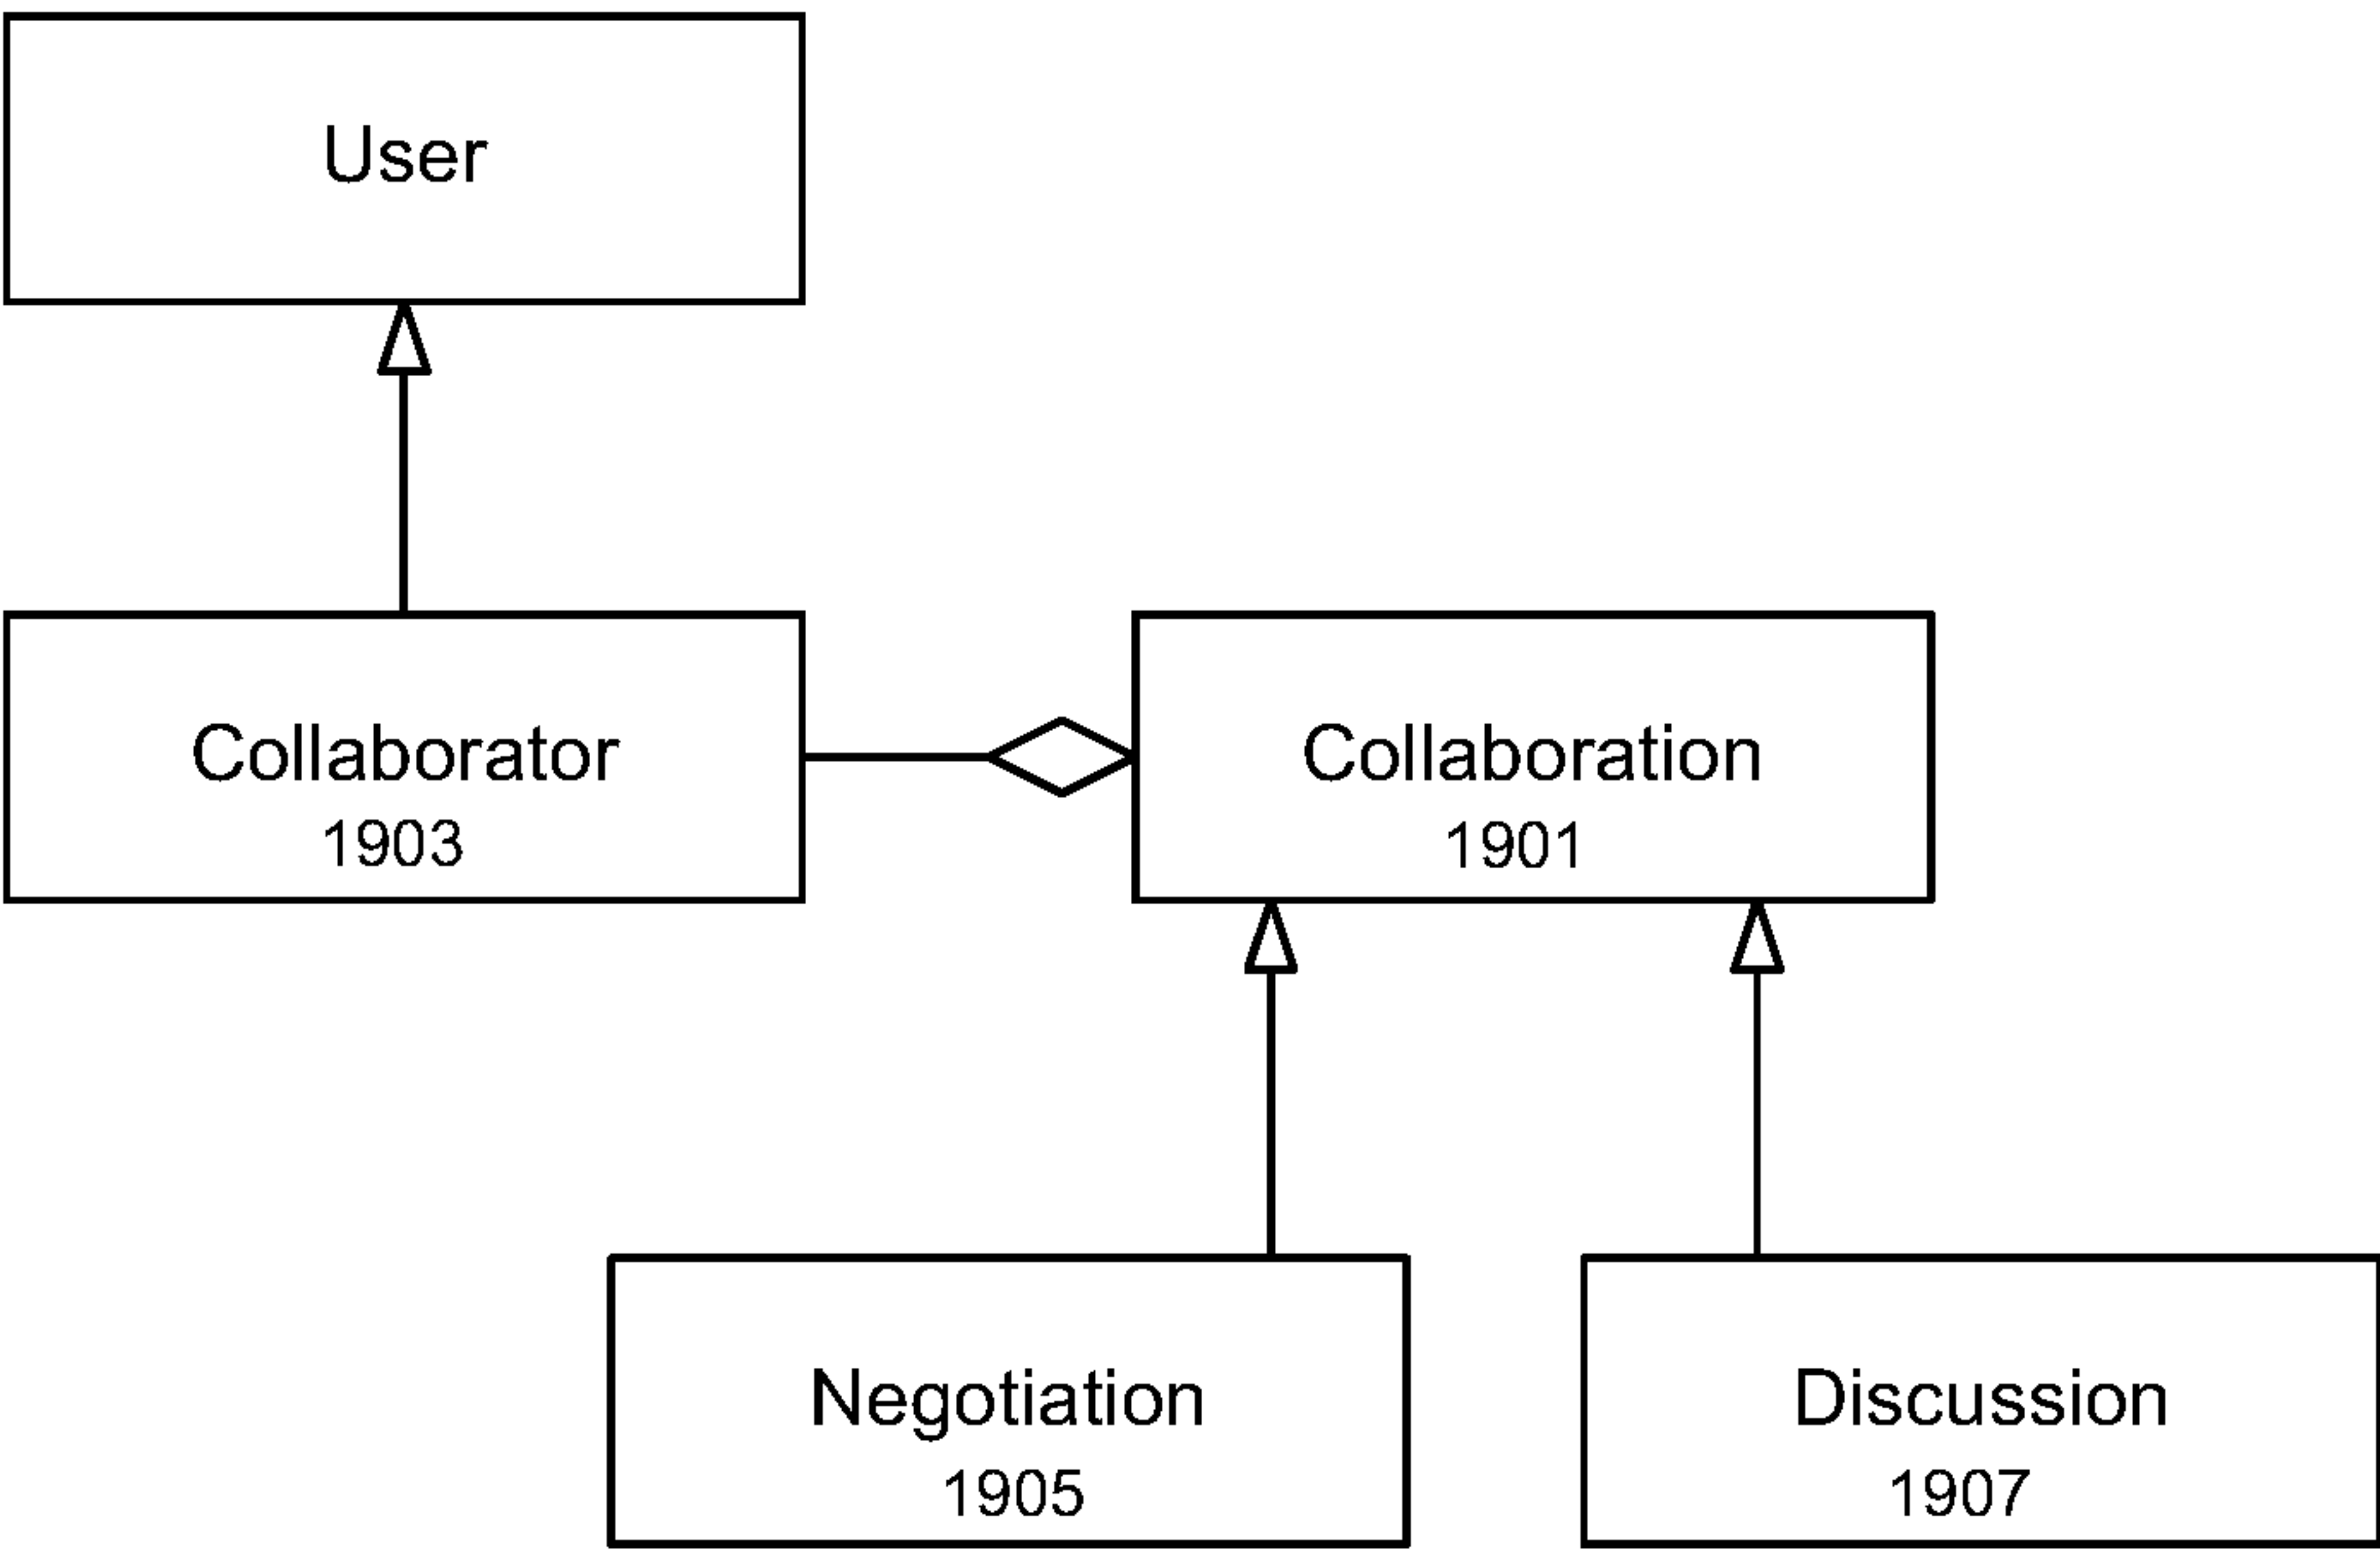 User
Collaborator
1903
Collaboration
1901
Negotiation
1905
Discussion
1907